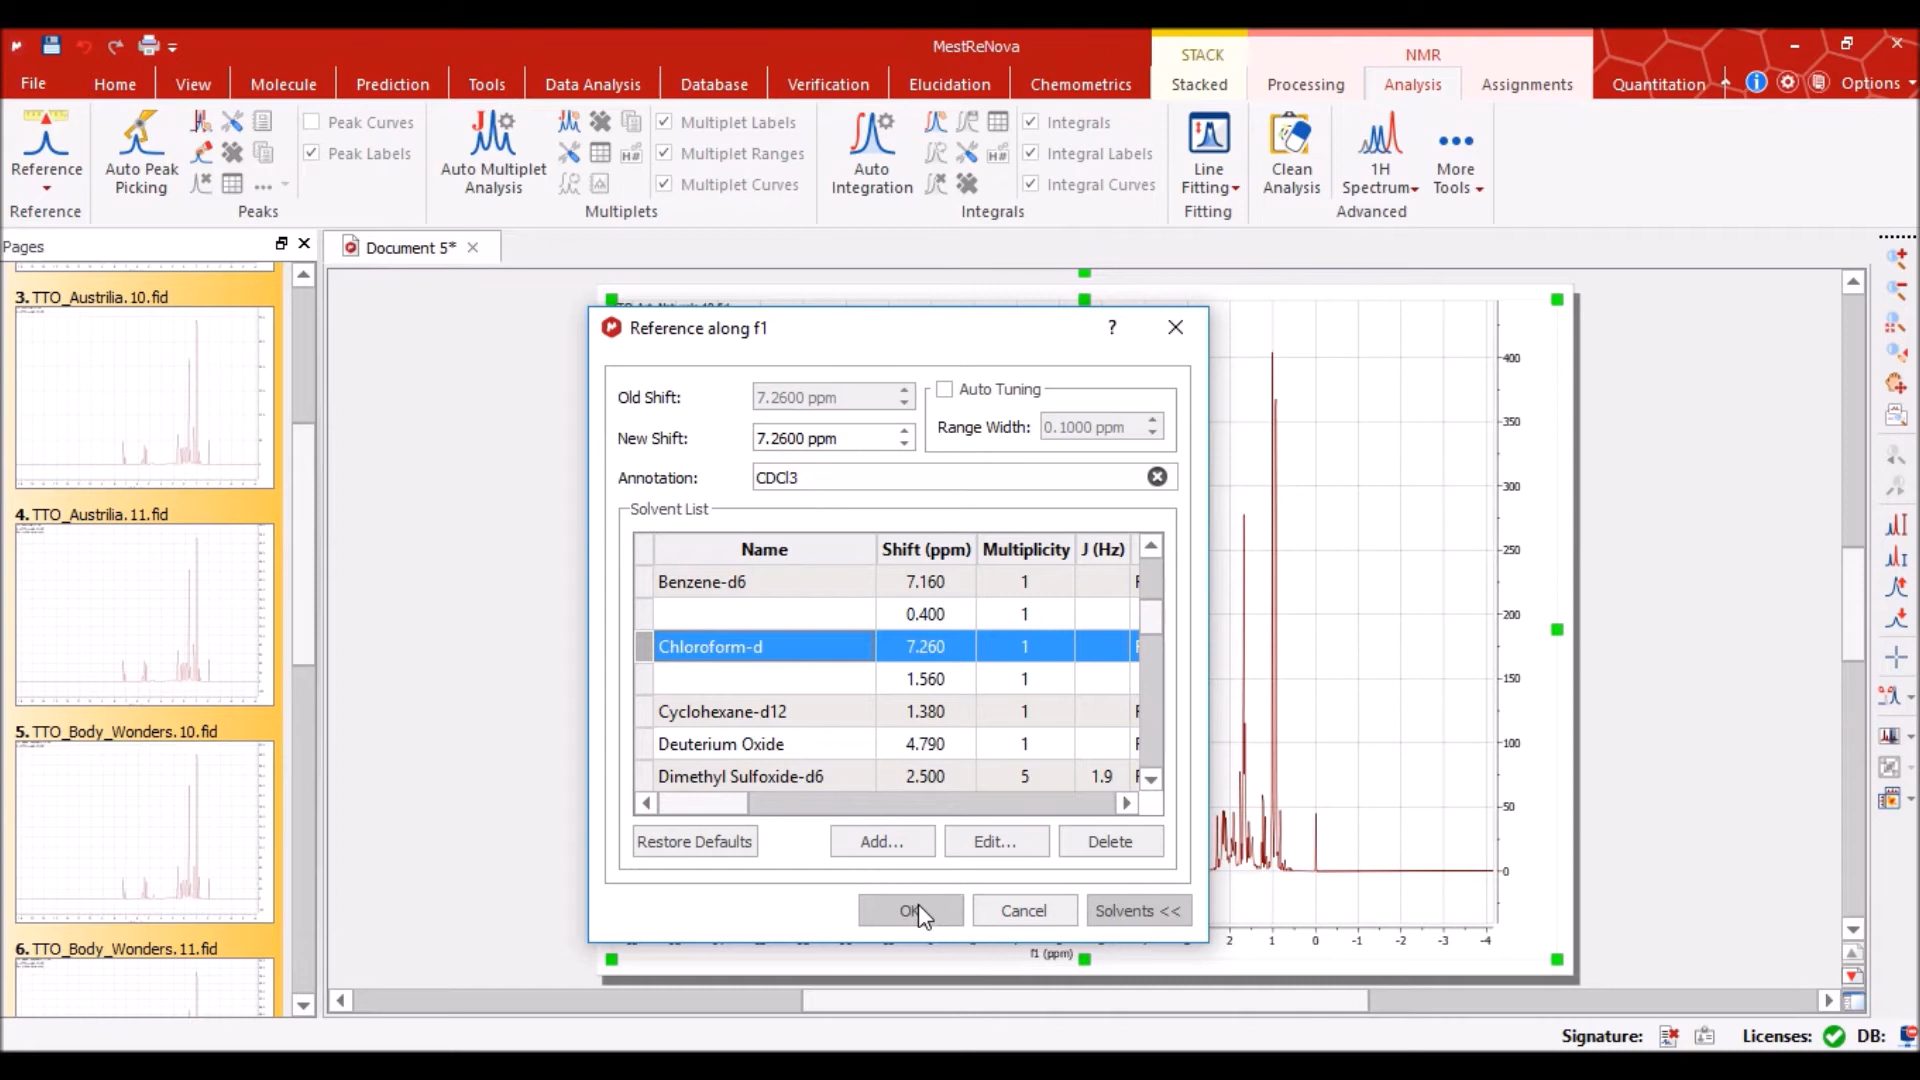 MestReNova
STACK
NMR
File Home View Molecule Prediction Tools Data Analysis Database Verification Elucidation Chemometrics Stacked Processing Analysis Assignments Quantitation Options
Reference
Auto Peak Picking
Peak Curves
Peak Labels
Auto Multiplet Analysis
Multiplet Labels
Multiplet Ranges
Multiplet Curves
Auto Integration
Integrals
Integral Labels
Integral Curves
Line Fitting
Clean Analysis
1H Spectrum
More Tools
Reference Peaks Multiplets Integrals Fitting Advanced
Pages
Document 5*
3. TTO_Austrilia.10.fid
4. TTO_Austrilia.11.fid
5. TTO_Body_Wonders.10.fid
6. TTO_Body_Wonders.11.fid
Reference along f1 ?
Old Shift: 7.2600 ppm
Auto Tuning
Range Width: 0.1000 ppm
New Shift: 7.2600 ppm
Annotation: CDCl3
Solvent List
Name Shift (ppm) Multiplicity J (Hz)
Benzene-d6 7.160 1
0.400 1
Chloroform-d 7.260 1
1.560 1
Cyclohexane-d12 1.380 1
Deuterium Oxide 4.790 1
Dimethyl Sulfoxide-d6 2.500 5 1.9
Restore Defaults Add... Edit... Delete
OK Cancel Solvents <<
400
350
300
250
200
150
100
50
0
2 1 0 -1 -2 -3 -4
f1 (ppm)
Signature: Licenses: DB: